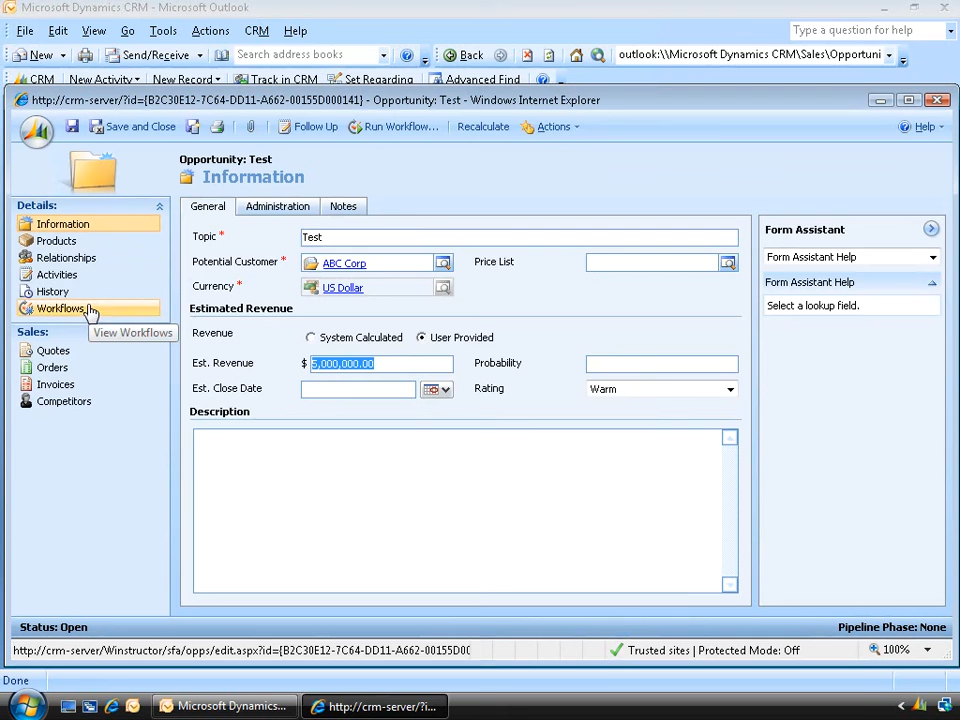 Microsoft Dynamics CRM - Microsoft Outlook
File Edit View Go Tools Actions CRM Help
Type a question for help
New Send/Receive Search address books Back outlook:\\Microsoft Dynamics CRM\Sales\Opportuni
CRM New Activity New Record Track in CRM Set Regarding Advanced Find
http://crm-server/?id={B2C30E12-7C64-DD11-A662-00155D000141} - Opportunity: Test - Windows Internet Explorer
Save and Close Follow Up Run Workflow... Recalculate Actions Help
Opportunity: Test
Information
Details:
Information
Products
Relationships
Activities
History
Workflows
View Workflows
Sales:
Quotes
Orders
Invoices
Competitors
General Administration Notes
Topic * Test
Potential Customer * ABC Corp Price List
Currency * US Dollar
Estimated Revenue
Revenue System Calculated User Provided
Est. Revenue $ 5,000,000.00 Probability
Est. Close Date Rating Warm
Description
Form Assistant
Form Assistant Help
Form Assistant Help
Select a lookup field.
Status: Open Pipeline Phase: None
http://crm-server/Winstructor/sfa/opps/edit.aspx?id={B2C30E12-7C64-DD11-A662-00155D00 Trusted sites | Protected Mode: Off 100%
Done
Microsoft Dynamics... http://crm-server/?i...